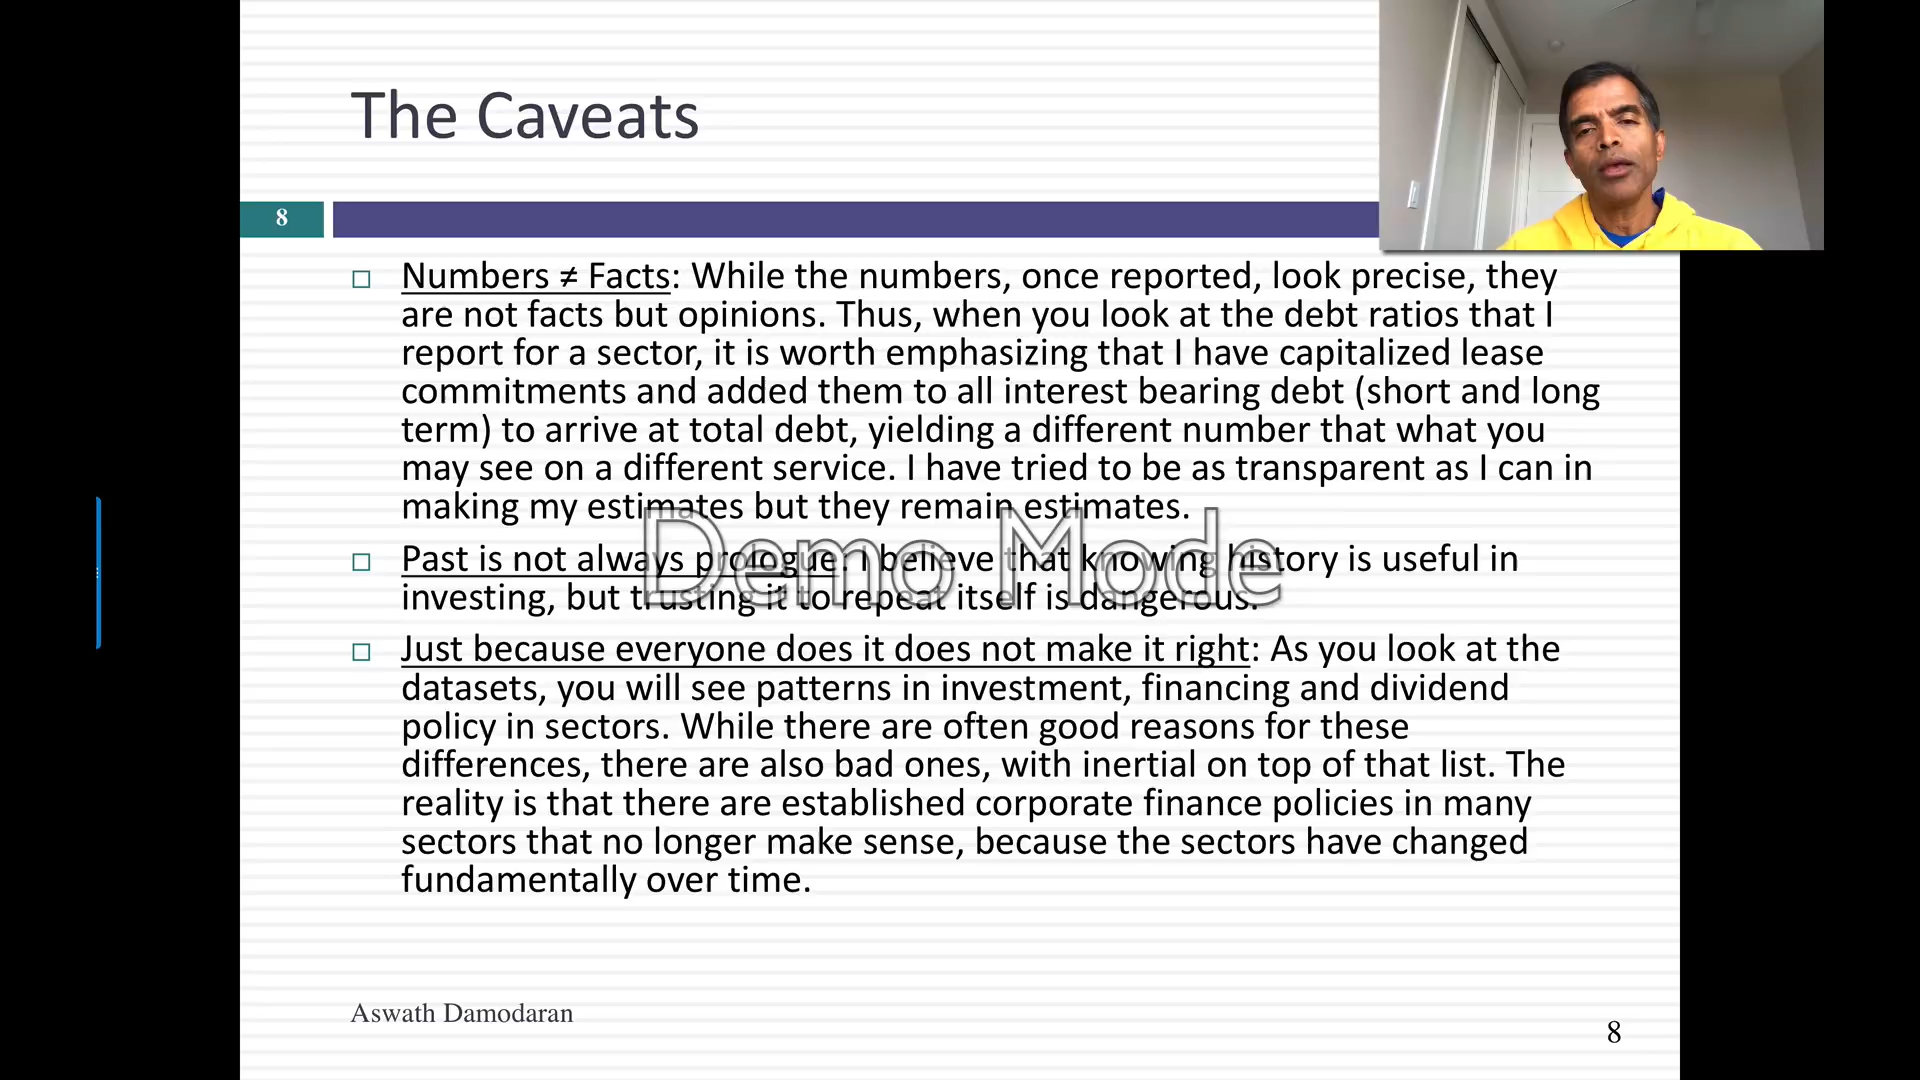 The Caveats
8
Numbers ≠ Facts: While the numbers, once reported, look precise, they
are not facts but opinions. Thus, when you look at the debt ratios that I
report for a sector, it is worth emphasizing that I have capitalized lease
commitments and added them to all interest bearing debt (short and long
term) to arrive at total debt, yielding a different number that what you
may see on a different service. I have tried to be as transparent as I can in
making my estimates but they remain estimates.
Demo Mode
Past is not always prologue: I believe that knowing history is useful in
investing, but trusting it to repeat itself is dangerous.
Just because everyone does it does not make it right: As you look at the
datasets, you will see patterns in investment, financing and dividend
policy in sectors. While there are often good reasons for these
differences, there are also bad ones, with inertial on top of that list. The
reality is that there are established corporate finance policies in many
sectors that no longer make sense, because the sectors have changed
fundamentally over time.
Aswath Damodaran
8